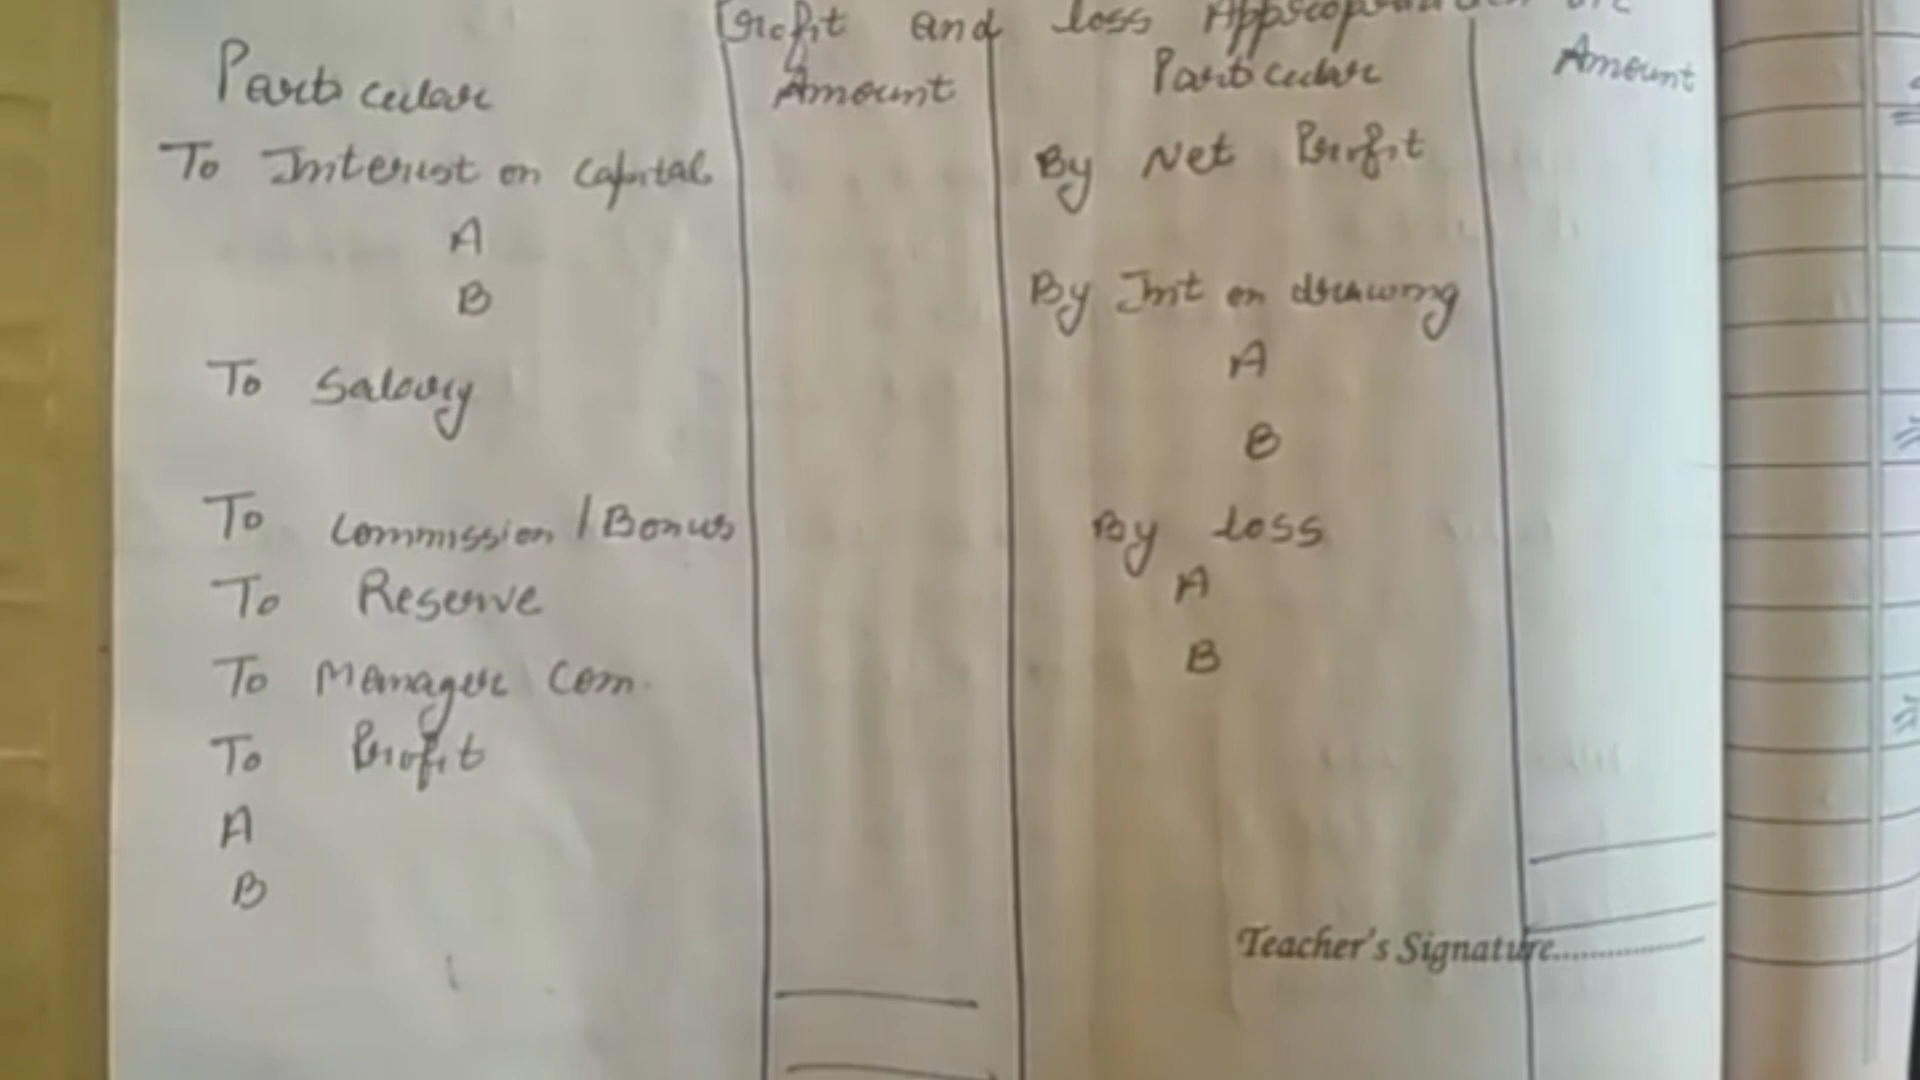 Profit and loss Appropriation
Particular Amount Particular Amount
To Interest on capital
A
B
To Salary
To Commission / Bonus
To Reserve
To Manager Com.
To Profit
A
B
By Net Profit
By Int on drawing
A
B
By loss
A
B
Teacher's Signature